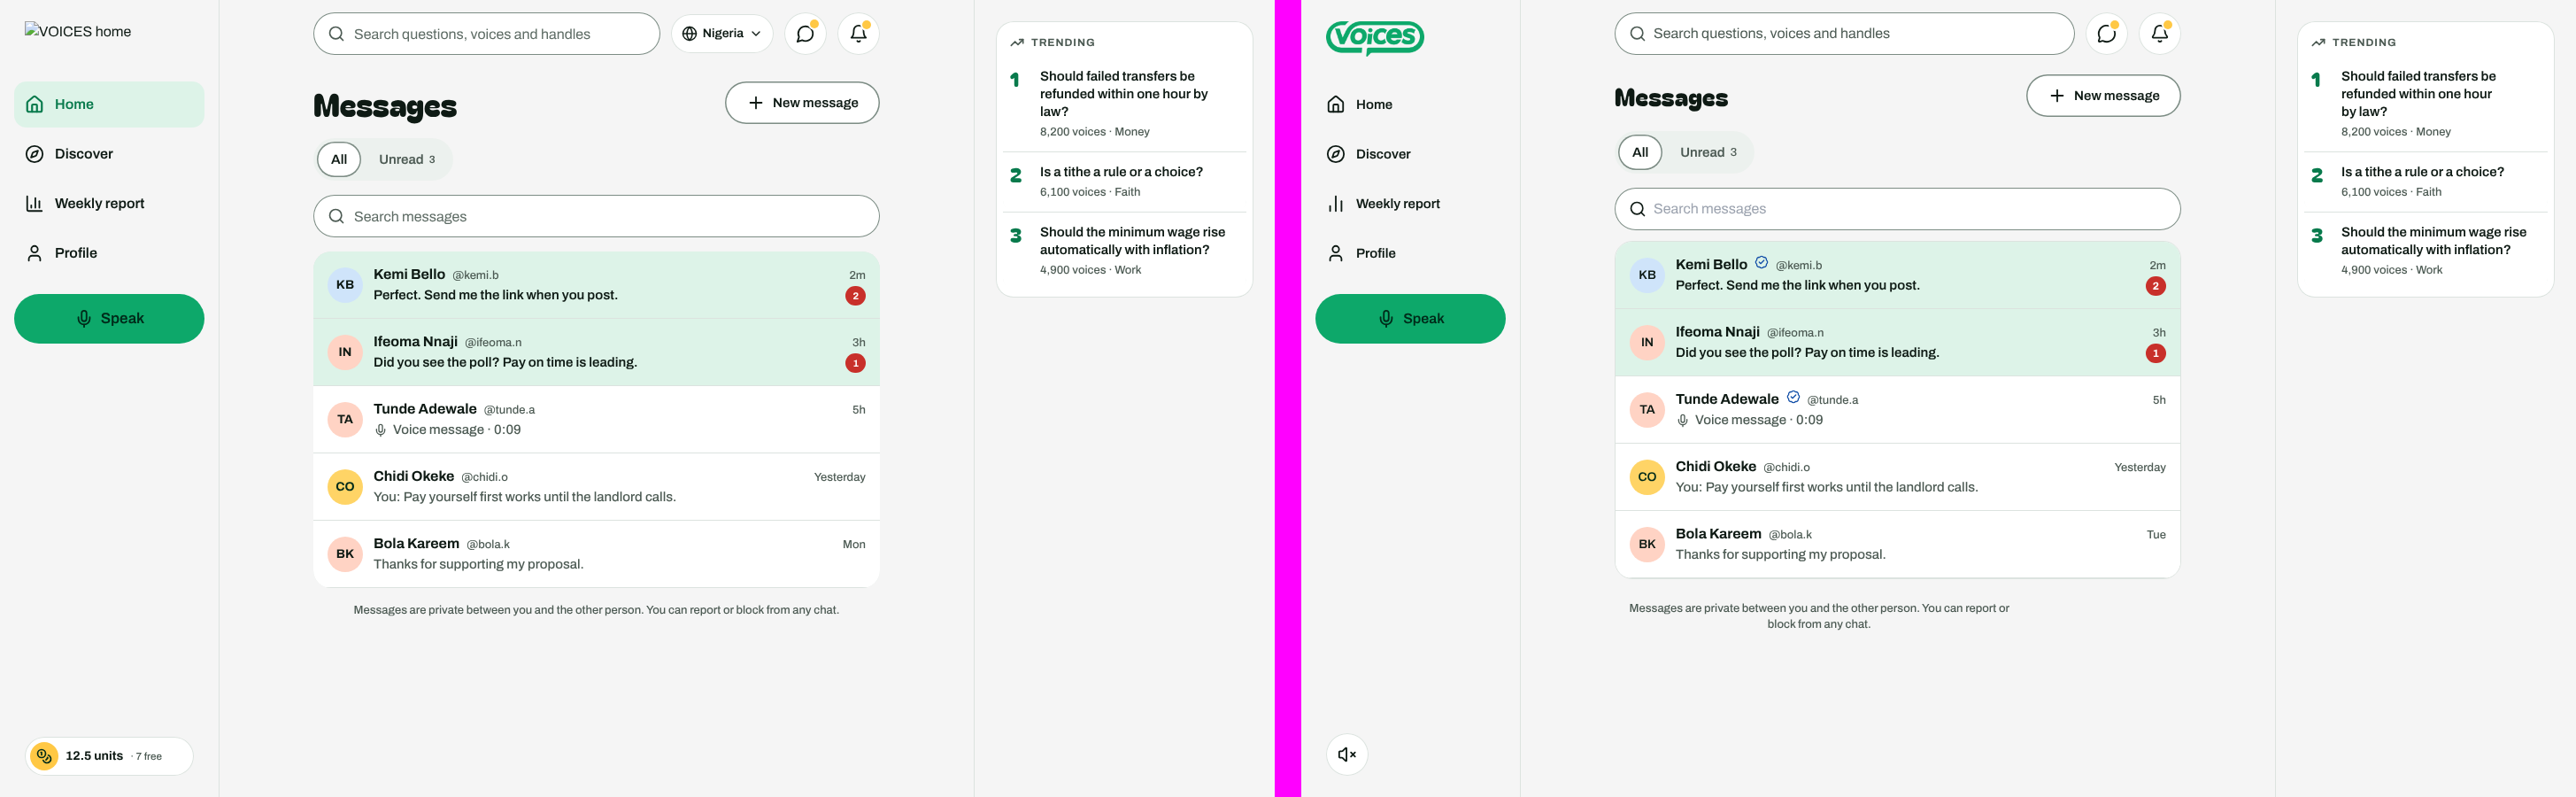 VOICES home
Home
Discover
Weekly report
Profile
Speak
12.5 units · 7 free
Search questions, voices and handles
Nigeria
Messages
New message
All
Unread 3
Search messages
KB
Kemi Bello @kemi.b
2m
Perfect. Send me the link when you post.
2
IN
Ifeoma Nnaji @ifeoma.n
3h
Did you see the poll? Pay on time is leading.
1
TA
Tunde Adewale @tunde.a
5h
Voice message · 0:09
CO
Chidi Okeke @chidi.o
Yesterday
You: Pay yourself first works until the landlord calls.
BK
Bola Kareem @bola.k
Mon
Thanks for supporting my proposal.
Messages are private between you and the other person. You can report or block from any chat.
TRENDING
1
Should failed transfers be
refunded within one hour by
law?
8,200 voices · Money
2
Is a tithe a rule or a choice?
6,100 voices · Faith
3
Should the minimum wage rise
automatically with inflation?
4,900 voices · Work
Voices
Home
Discover
Weekly report
Profile
Speak
Search questions, voices and handles
Messages
New message
All
Unread 3
Search messages
KB
Kemi Bello @kemi.b
2m
Perfect. Send me the link when you post.
2
IN
Ifeoma Nnaji @ifeoma.n
3h
Did you see the poll? Pay on time is leading.
1
TA
Tunde Adewale @tunde.a
5h
Voice message · 0:09
CO
Chidi Okeke @chidi.o
Yesterday
You: Pay yourself first works until the landlord calls.
BK
Bola Kareem @bola.k
Tue
Thanks for supporting my proposal.
Messages are private between you and the other person. You can report or
block from any chat.
TRENDING
1
Should failed transfers be
refunded within one hour
by law?
8,200 voices · Money
2
Is a tithe a rule or a choice?
6,100 voices · Faith
3
Should the minimum wage rise
automatically with inflation?
4,900 voices · Work